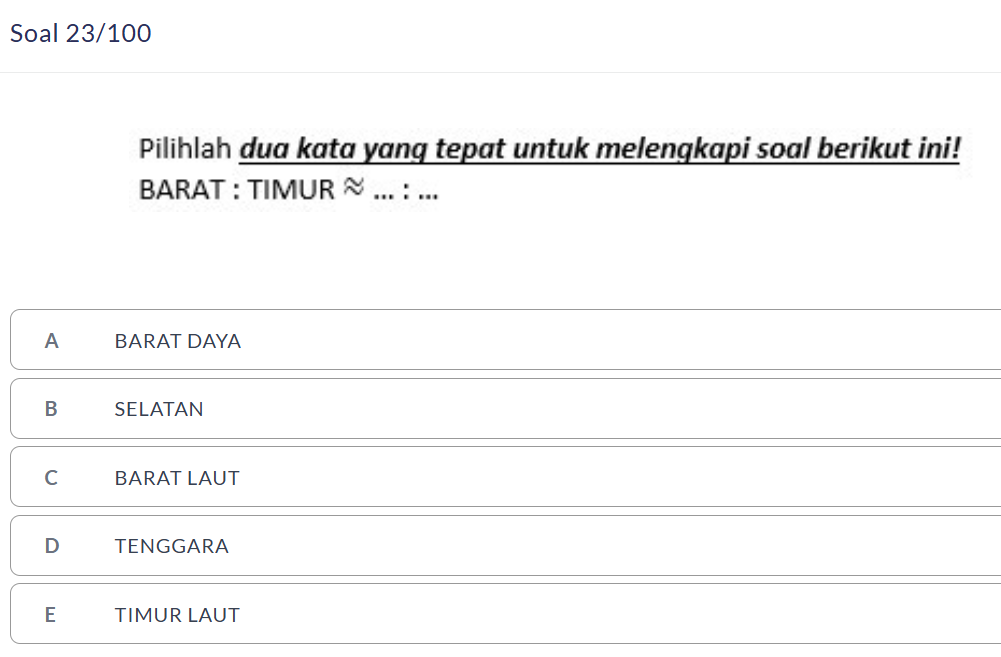 Soal 23/100
Pilihlah dua kata yang tepat untuk melengkapi soal berikut ini!
BARAT : TIMUR ≈ ... : ...
A BARAT DAYA
B SELATAN
C BARAT LAUT
D TENGGARA
E TIMUR LAUT